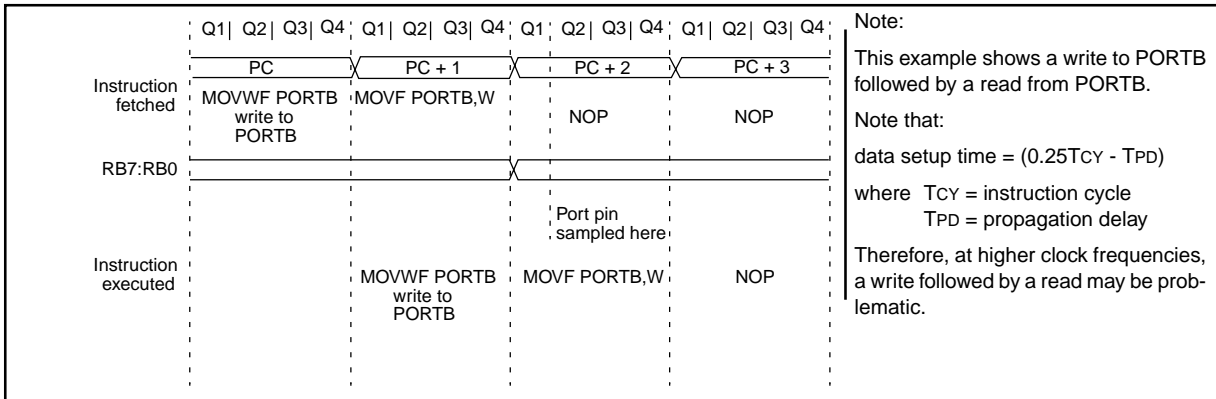 Q1| Q2| Q3| Q4 Q1| Q2| Q3| Q4 Q1 Q2| Q3| Q4 Q1| Q2| Q3| Q4
PC PC + 1 PC + 2 PC + 3
Instruction
fetched
MOVWF PORTB
write to
PORTB
MOVF PORTB,W
NOP
NOP
RB7:RB0
Port pin
sampled here
Instruction
executed
MOVWF PORTB
write to
PORTB
MOVF PORTB,W
NOP
Note:
This example shows a write to PORTB
followed by a read from PORTB.
Note that:
data setup time = (0.25TCY - TPD)
where TCY = instruction cycle
TPD = propagation delay
Therefore, at higher clock frequencies,
a write followed by a read may be prob-
lematic.